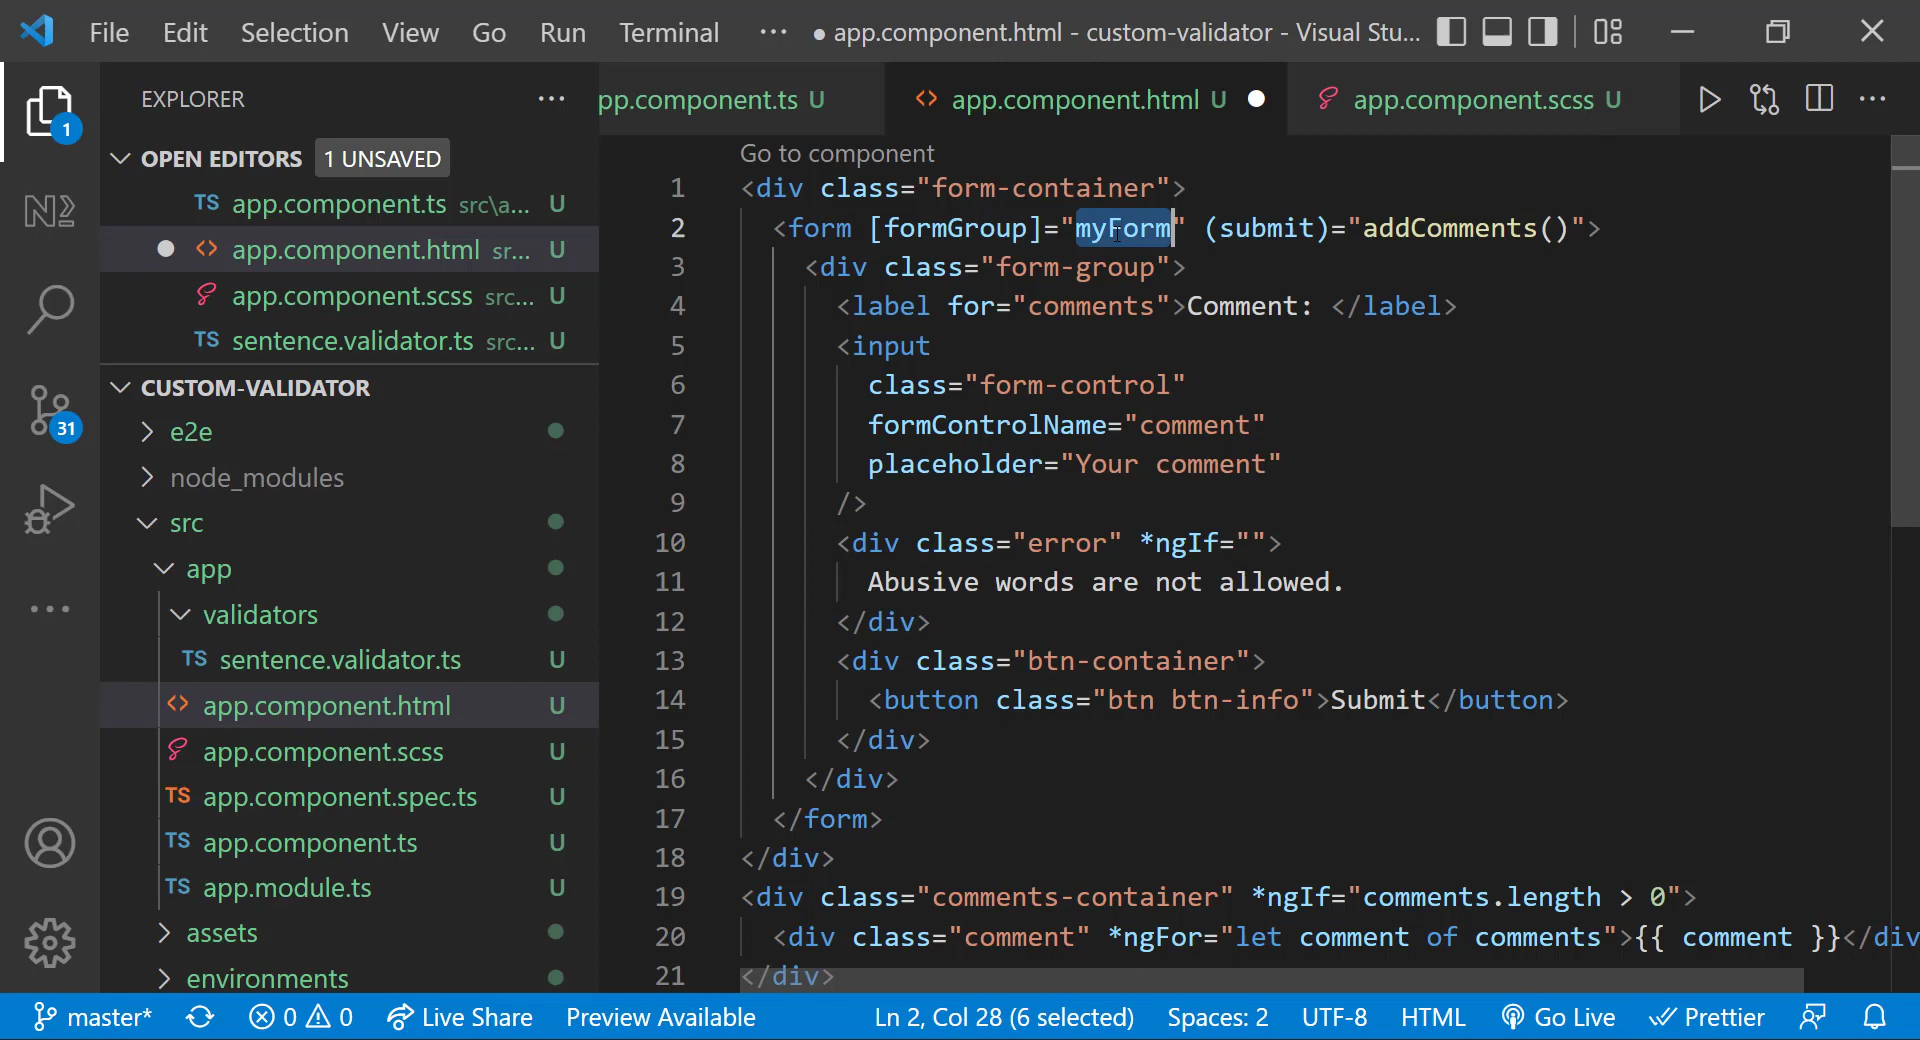 File Edit Selection View Go Run Terminal ··· ● app.component.html - custom-validator - Visual Stu...
EXPLORER ···
1
OPEN EDITORS 1 UNSAVED
TS app.component.ts src\a... U
app.component.html sr... U
app.component.scss src... U
TS sentence.validator.ts src... U
CUSTOM-VALIDATOR
31
e2e
node_modules
src
app
validators
TS sentence.validator.ts U
app.component.html U
app.component.scss U
TS app.component.spec.ts U
TS app.component.ts U
TS app.module.ts U
assets
environments
pp.component.ts U
app.component.html U
app.component.scss U
Go to component
1 <div class="form-container">
2 <form [formGroup]="myForm" (submit)="addComments()">
3 <div class="form-group">
4 <label for="comments">Comment: </label>
5 <input
6 class="form-control"
7 formControlName="comment"
8 placeholder="Your comment"
9 />
10 <div class="error" *ngIf="">
11 Abusive words are not allowed.
12 </div>
13 <div class="btn-container">
14 <button class="btn btn-info">Submit</button>
15 </div>
16 </div>
17 </form>
18 </div>
19 <div class="comments-container" *ngIf="comments.length > 0">
20 <div class="comment" *ngFor="let comment of comments">{{ comment }}</div
21 </div>
master* 0 0 Live Share Preview Available Ln 2, Col 28 (6 selected) Spaces: 2 UTF-8 HTML Go Live Prettier